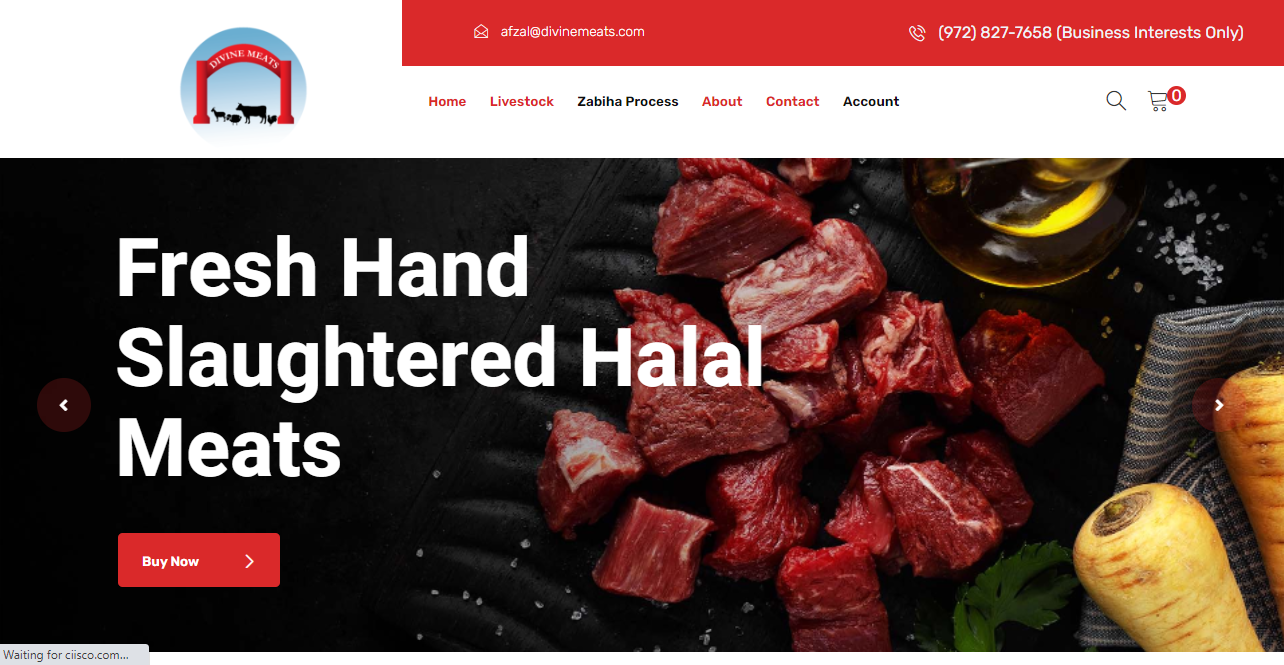 DIVINE MEATS
afzal@divinemeats.com
(972) 827-7658 (Business Interests Only)
Home Livestock Zabiha Process About Contact Account
0
Fresh Hand
Slaughtered Halal
Meats
Buy Now
Waiting for ciisco.com...